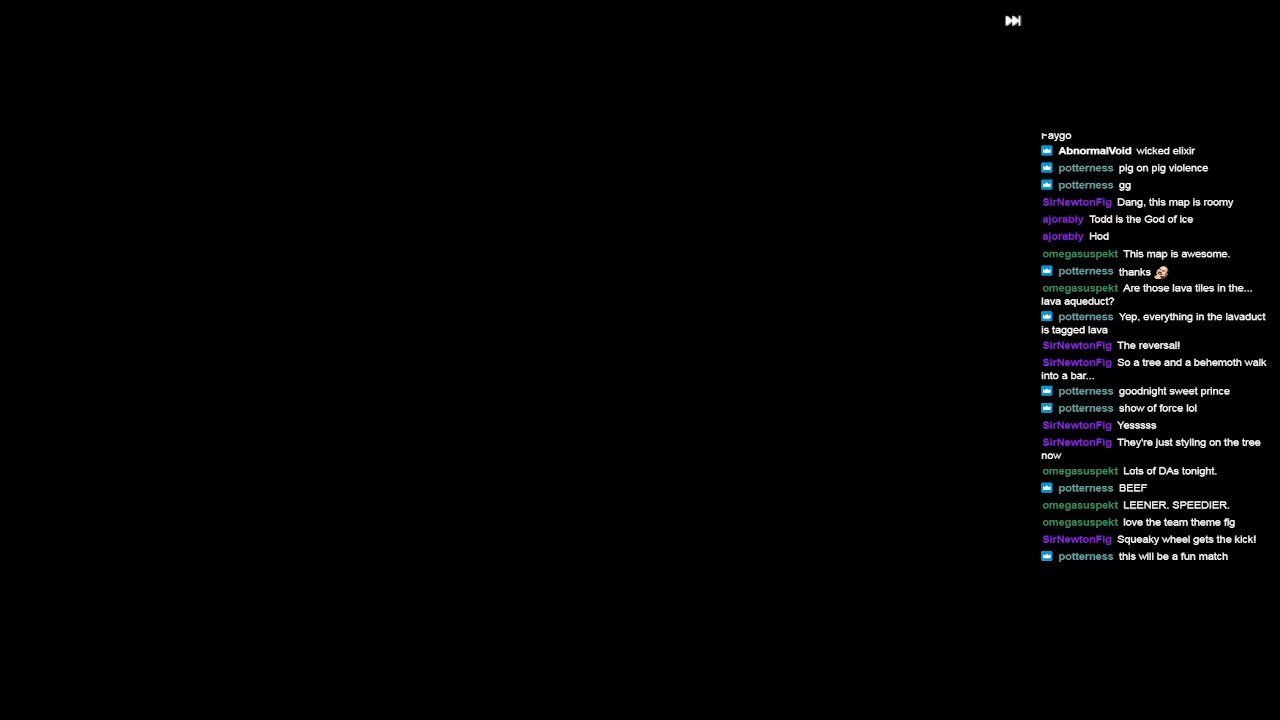 Faygo
AbnormalVoid wicked elixir
potterness pig on pig violence
potterness gg
SirNewtonFig Dang, this map is roomy
ajorably Todd is the God of Ice
ajorably Hod
omegasuspekt This map is awesome.
potterness thanks
omegasuspekt Are those lava tiles in the...
lava aqueduct?
potterness Yep, everything in the lavaduct
is tagged lava
SirNewtonFig The reversal!
SirNewtonFig So a tree and a behemoth walk
into a bar...
potterness goodnight sweet prince
potterness show of force lol
SirNewtonFig Yesssss
SirNewtonFig They're just styling on the tree
now
omegasuspekt Lots of DAs tonight.
potterness BEEF
omegasuspekt LEENER. SPEEDIER.
omegasuspekt love the team theme fig
SirNewtonFig Squeaky wheel gets the kick!
potterness this will be a fun match